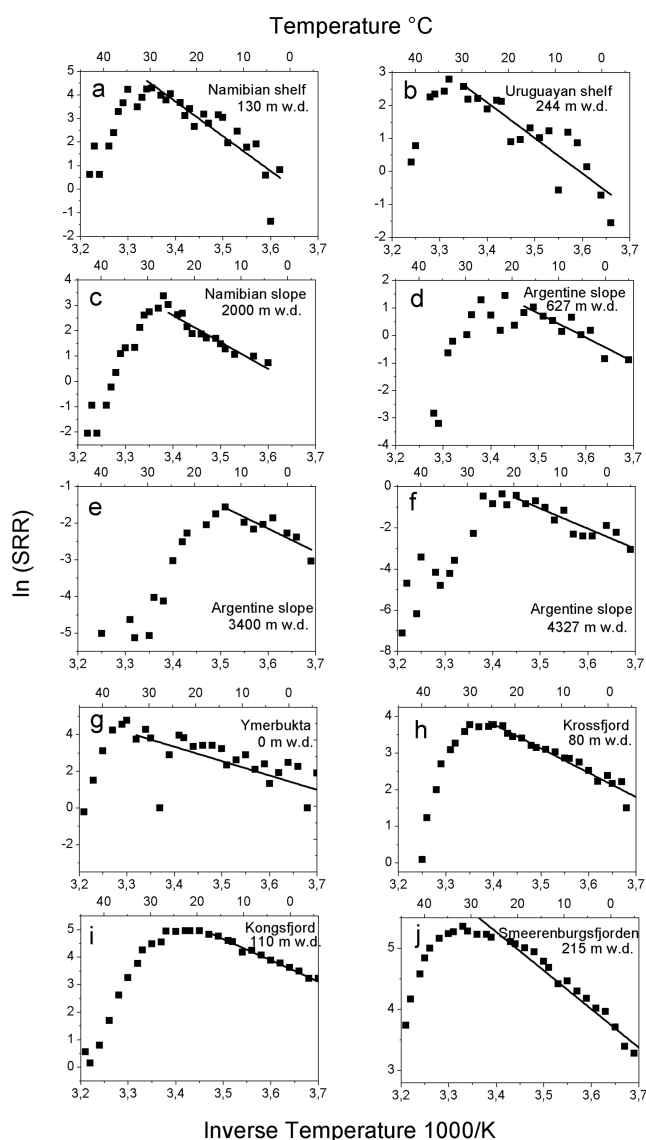 Temperature °C
40 30 20 10 0
a
Namibian shelf
130 m w.d.
5
4
3
2
1
0
-1
-2
3,2 3,3 3,4 3,5 3,6 3,7
40 30 20 10 0
b
Uruguayan shelf
244 m w.d.
3
2
1
0
-1
-2
3,2 3,3 3,4 3,5 3,6 3,7
40 30 20 10 0
c
Namibian slope
2000 m w.d.
4
3
2
1
0
-1
-2
3,2 3,3 3,4 3,5 3,6 3,7
40 30 20 10 0
d
Argentine slope
627 m w.d.
2
1
0
-1
-2
-3
-4
3,2 3,3 3,4 3,5 3,6 3,7
ln (SRR)
40 30 20 10 0
e
Argentine slope
3400 m w.d.
-1
-2
-3
-4
-5
3,2 3,3 3,4 3,5 3,6 3,7
40 30 20 10 0
f
Argentine slope
4327 m w.d.
0
-2
-4
-6
-8
3,2 3,3 3,4 3,5 3,6 3,7
40 30 20 10 0
g
Ymerbukta
0 m w.d.
4
2
0
-2
3,2 3,3 3,4 3,5 3,6 3,7
40 30 20 10 0
h
Krossfjord
80 m w.d.
4
3
2
1
0
3,2 3,3 3,4 3,5 3,6 3,7
40 30 20 10 0
i
Kongsfjord
110 m w.d.
5
4
3
2
1
0
3,2 3,3 3,4 3,5 3,6 3,7
40 30 20 10 0
j
Smeerenburgsfjorden
215 m w.d.
5
4
3
3,2 3,3 3,4 3,5 3,6 3,7
Inverse Temperature 1000/K